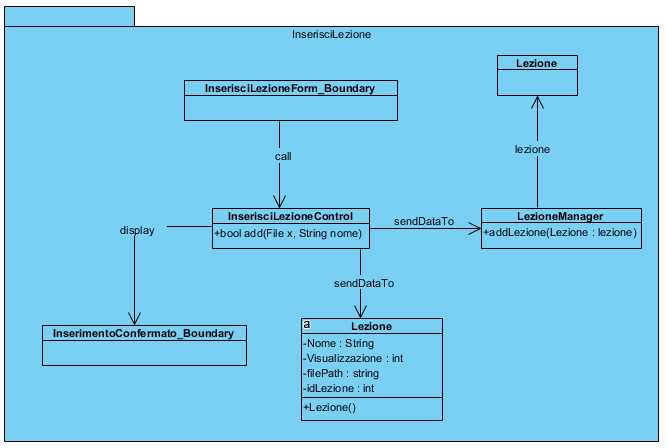 InserisciLezione
Lezione
InserisciLezioneForm_Boundary
call
lezione
InserisciLezioneControl
+bool add(File x, String nome)
sendDataTo
LezioneManager
+addLezione(Lezione : lezione)
display
sendDataTo
InserimentoConfermato_Boundary
a
Lezione
-Nome : String
-Visualizzazione : int
-filePath : string
-idLezione : int
+Lezione()